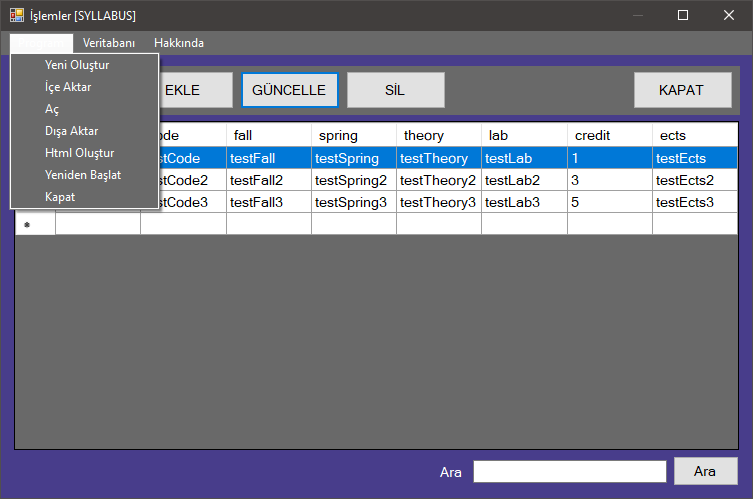 İşlemler [SYLLABUS]
Veritabanı Hakkında
Yeni Oluştur
İçe Aktar
Aç
Dışa Aktar
Html Oluştur
Yeniden Başlat
Kapat
EKLE GÜNCELLE SİL KAPAT
ode fall spring theory lab credit ects
stCode testFall testSpring testTheory testLab 1 testEcts
stCode2 testFall2 testSpring2 testTheory2 testLab2 3 testEcts2
stCode3 testFall3 testSpring3 testTheory3 testLab3 5 testEcts3
*
Ara Ara